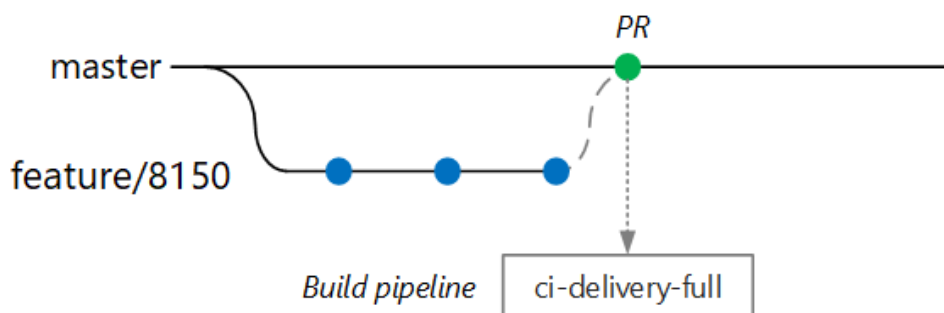 PR
master
feature/8150
Build pipeline
ci-delivery-full